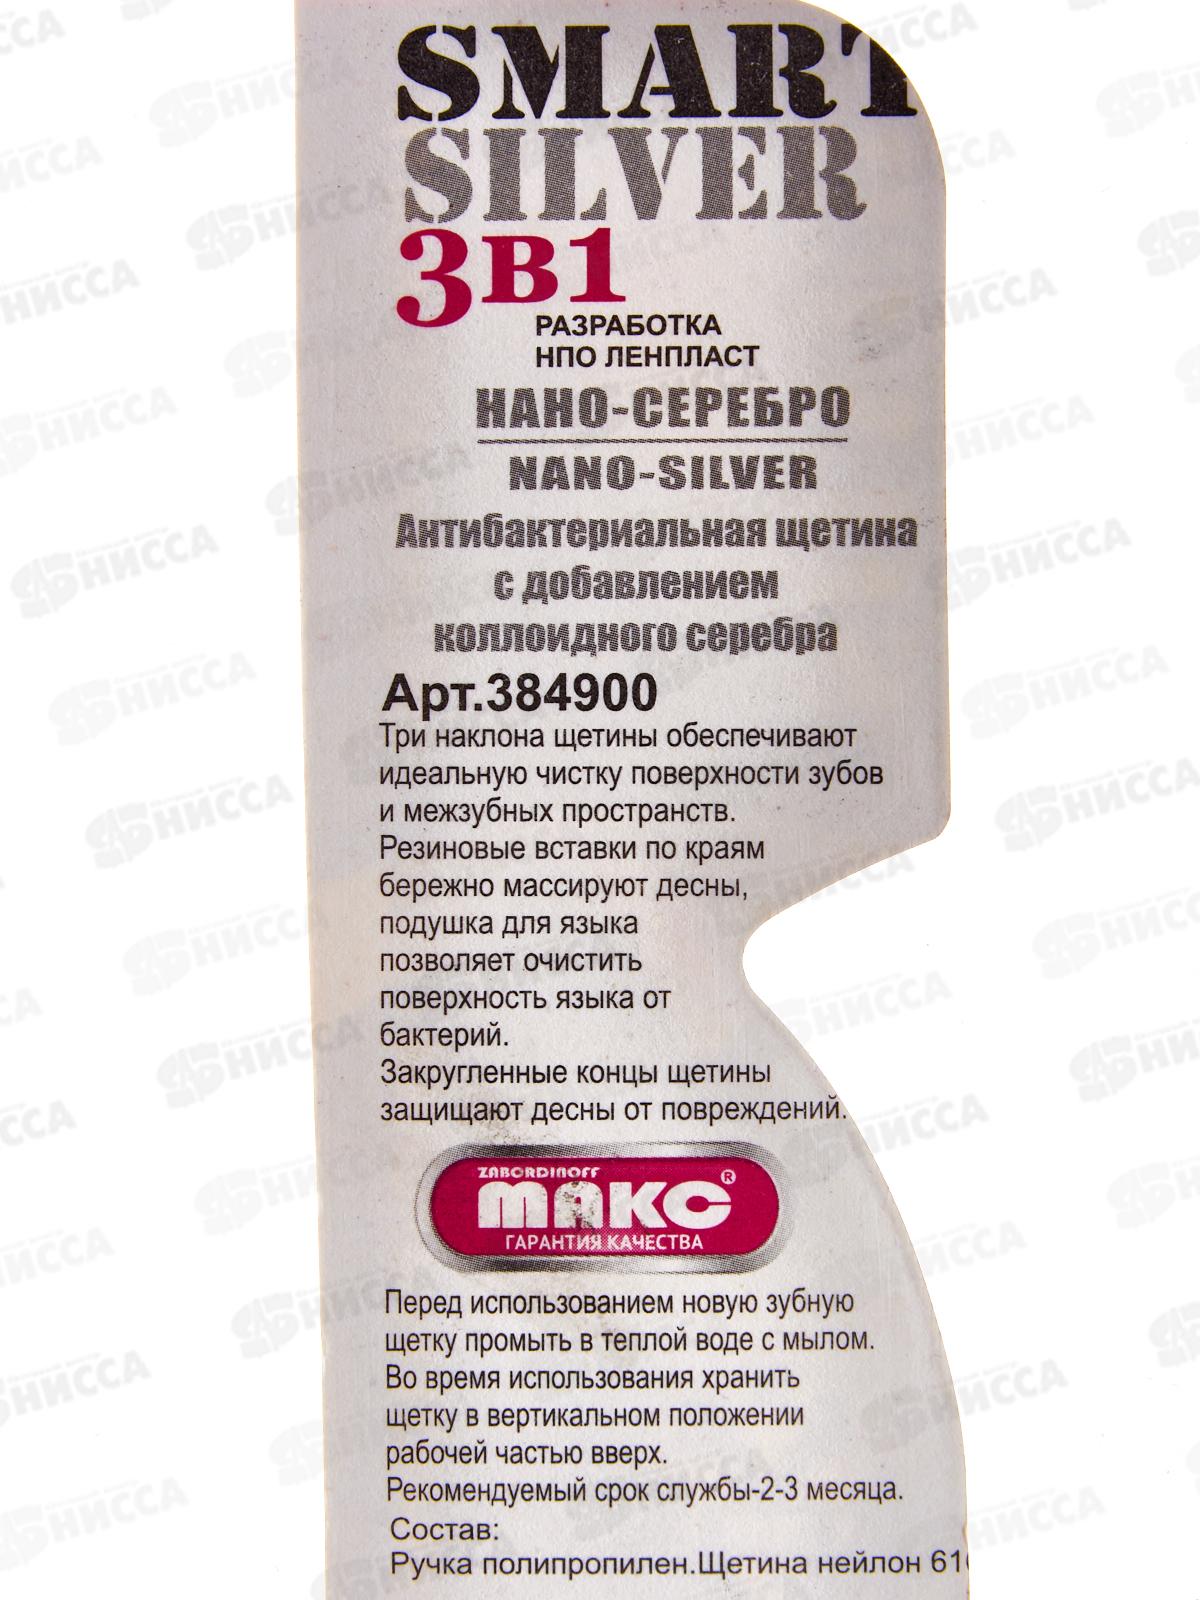 SMART
SILVER
3В1
РАЗРАБОТКА
НПО ЛЕНПЛАСТ
НАНО-СЕРЕБРО
NANO-SILVER
Антибактериальная щетина
с добавлением
коллоидного серебра
Арт.384900
Три наклона щетины обеспечивают
идеальную чистку поверхности зубов
и межзубных пространств.
Резиновые вставки по краям
бережно массируют десны,
подушка для языка
позволяет очистить
поверхность языка от
бактерий.
Закругленные концы щетины
защищают десны от повреждений.
ZABORDINOFF
МАКС®
ГАРАНТИЯ КАЧЕСТВА
Перед использованием новую зубную
щетку промыть в теплой воде с мылом.
Во время использования хранить
щетку в вертикальном положении
рабочей частью вверх.
Рекомендуемый срок службы-2-3 месяца.
Состав:
Ручка полипропилен.Щетина нейлон
НИССА